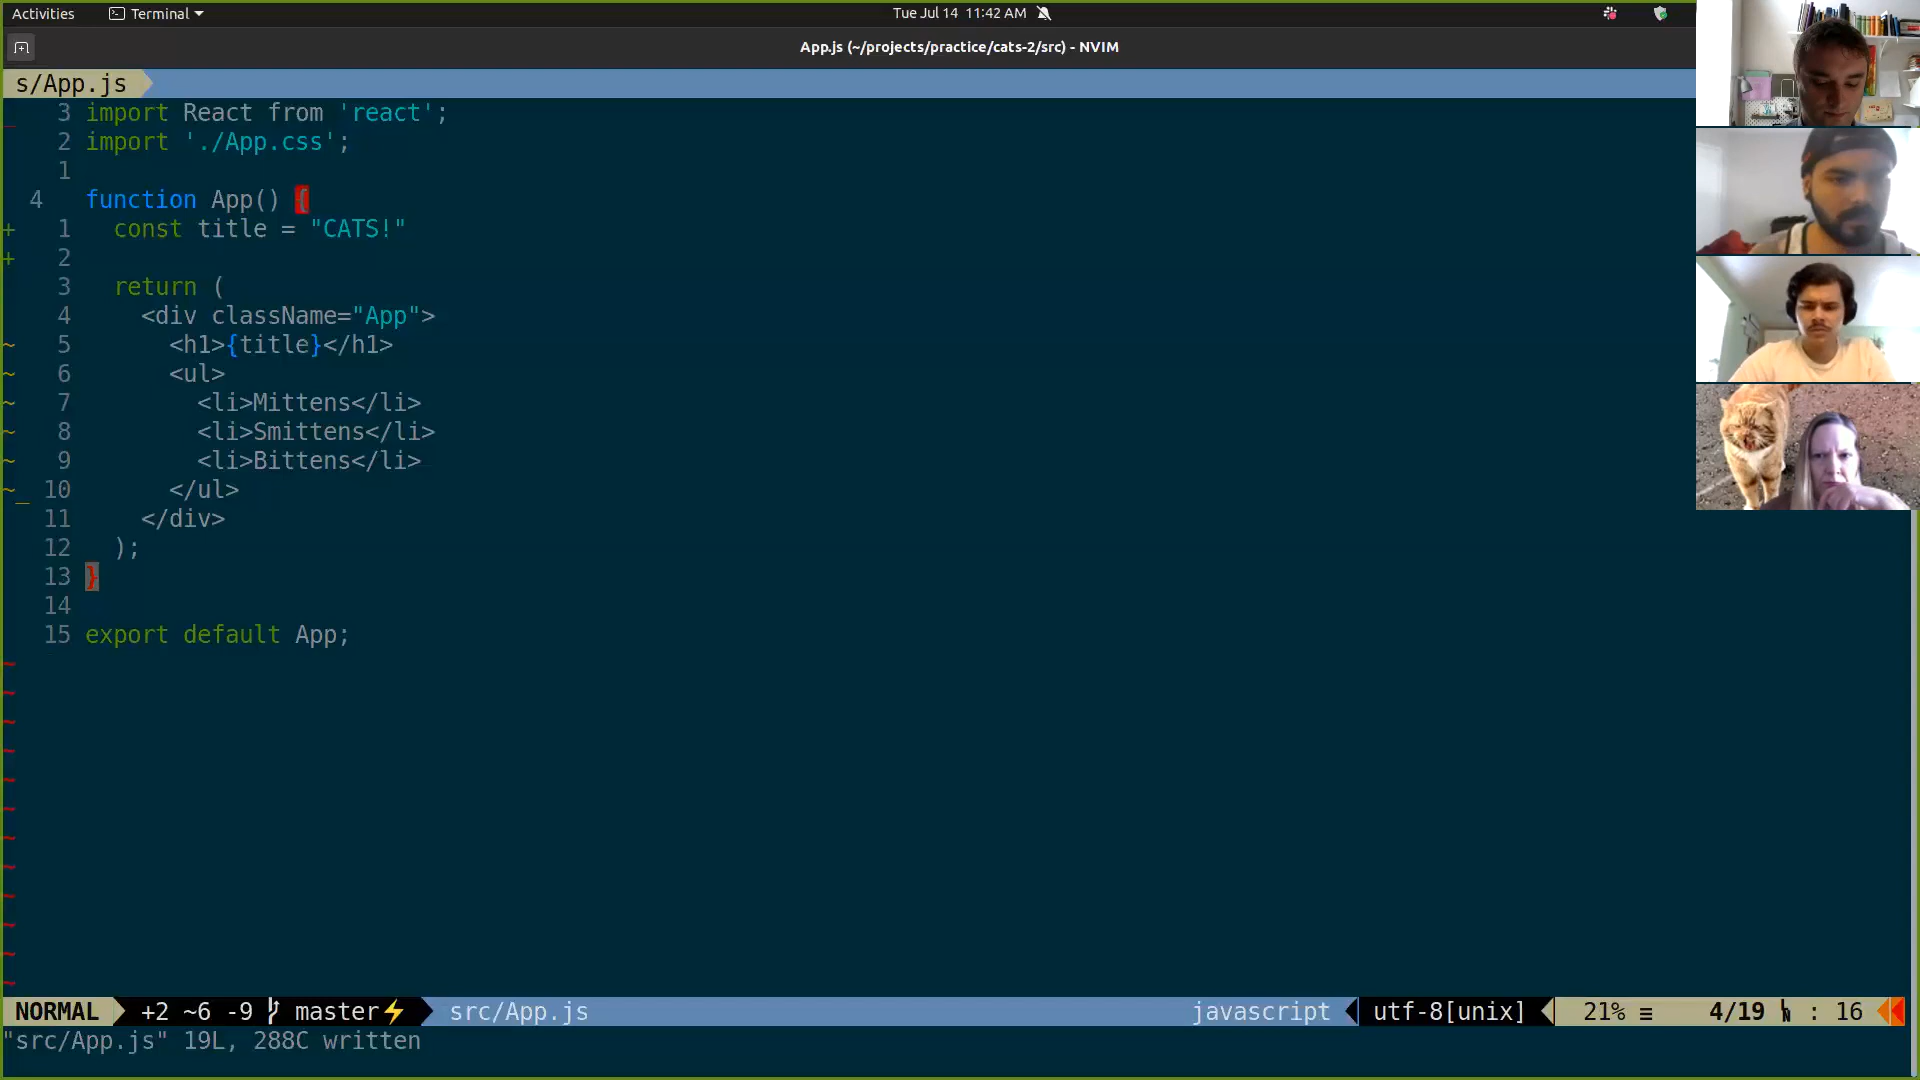 Activities Terminal Tue Jul 14 11:42 AM
App.js (~/projects/practice/cats-2/src) - NVIM
s/App.js
3 import React from 'react';
2 import './App.css';
1
4 function App() {
+ 1 const title = "CATS!"
+ 2
3 return (
4 <div className="App">
~ 5 <h1>{title}</h1>
~ 6 <ul>
~ 7 <li>Mittens</li>
~ 8 <li>Smittens</li>
~ 9 <li>Bittens</li>
~_ 10 </ul>
11 </div>
12 );
13 }
14
15 export default App;
~
~
~
~
~
~
~
~
~
~
~
~
NORMAL +2 ~6 -9 master⚡ src/App.js javascript utf-8[unix] 21% ≡ 4/19 : 16
"src/App.js" 19L, 288C written